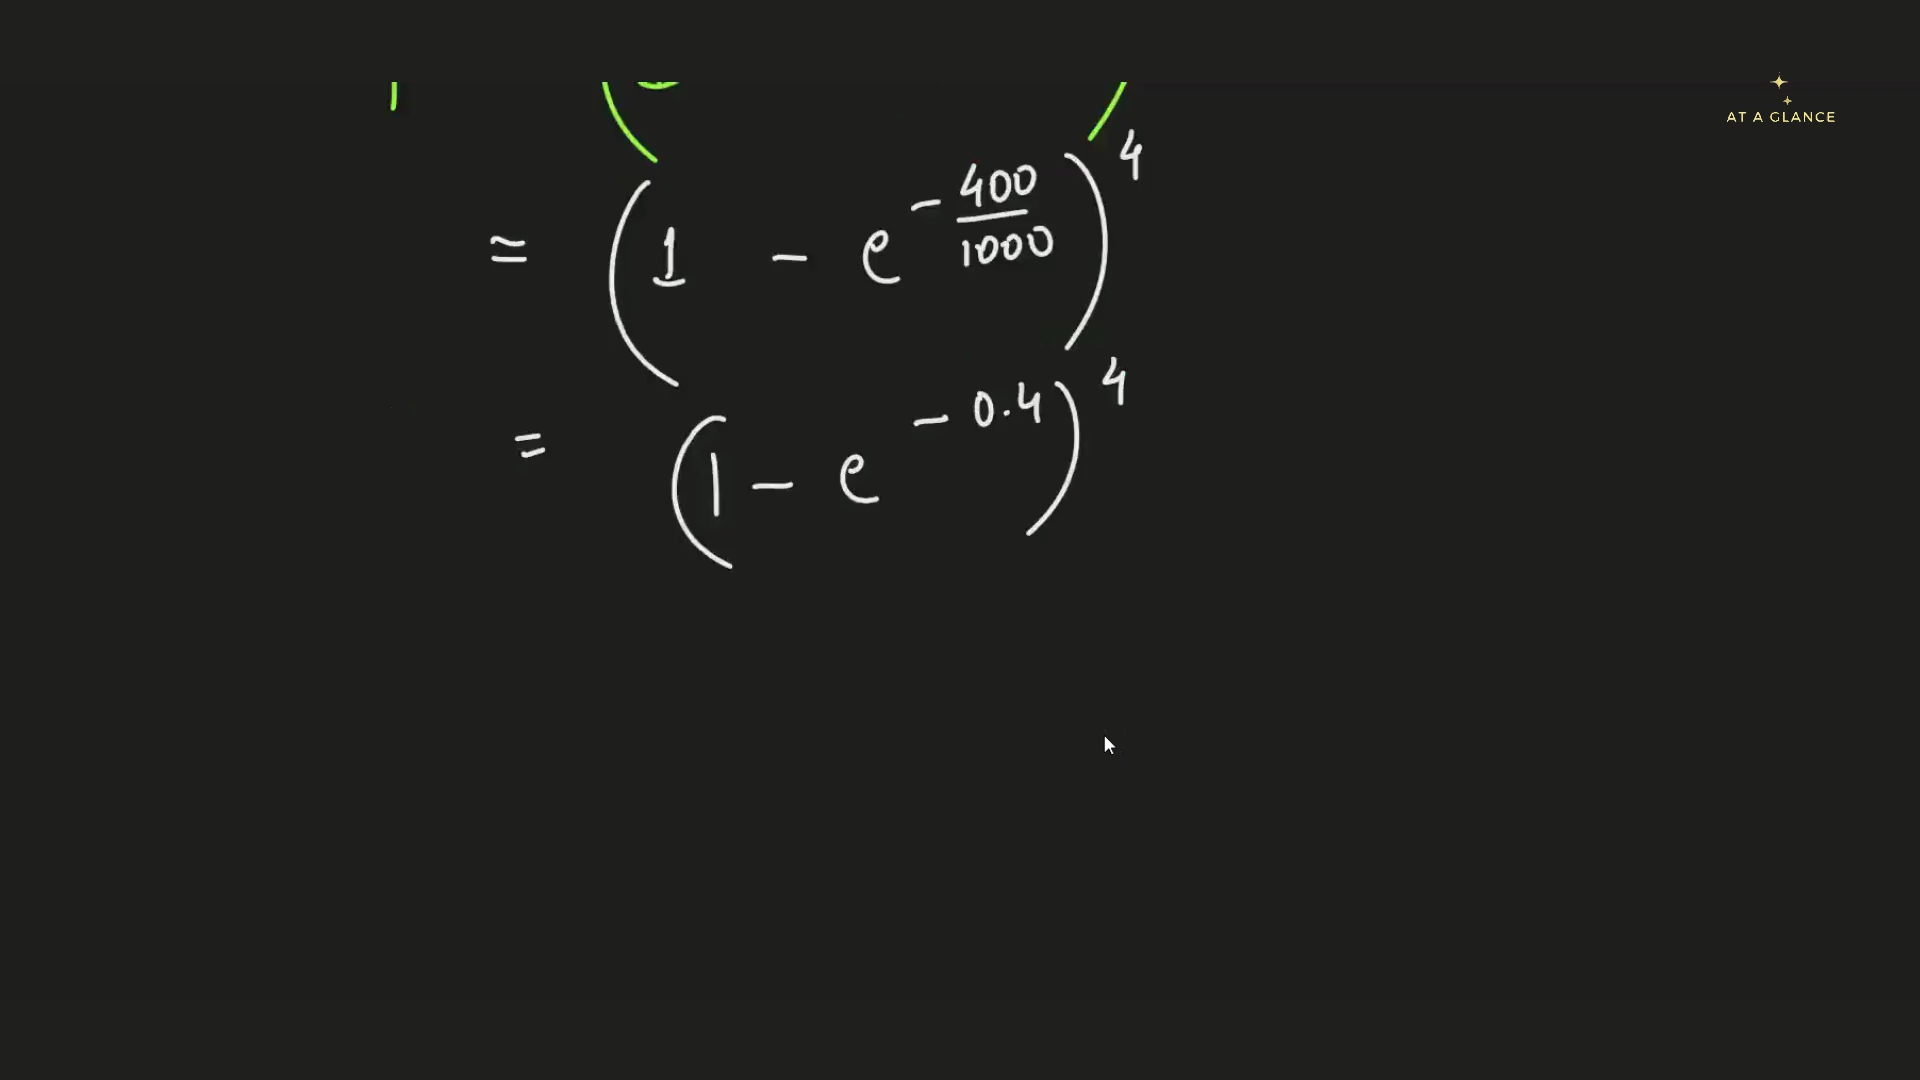 AT A GLANCE
≃ (1 - e^{-400/1000})^4
= (1 - e^{-0.4})^4